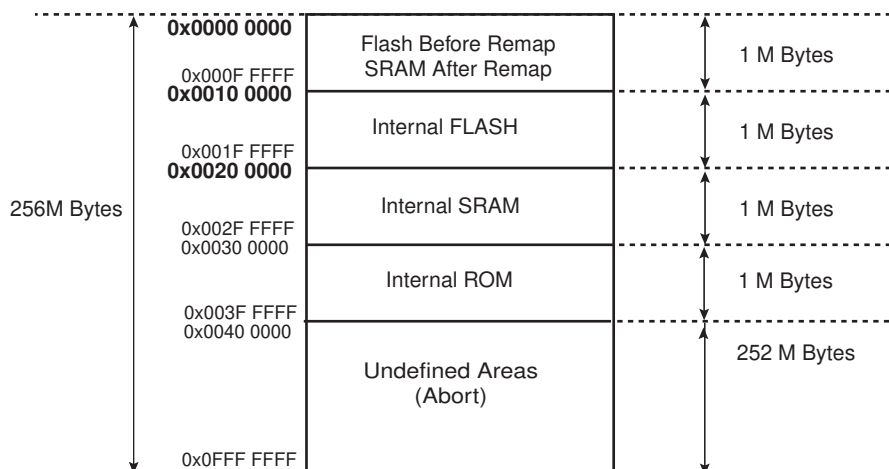 0x0000 0000
Flash Before Remap
SRAM After Remap
1 M Bytes
0x000F FFFF
0x0010 0000
Internal FLASH
1 M Bytes
0x001F FFFF
0x0020 0000
256M Bytes
Internal SRAM
1 M Bytes
0x002F FFFF
0x0030 0000
Internal ROM
1 M Bytes
0x003F FFFF
0x0040 0000
252 M Bytes
Undefined Areas
(Abort)
0x0FFF FFFF